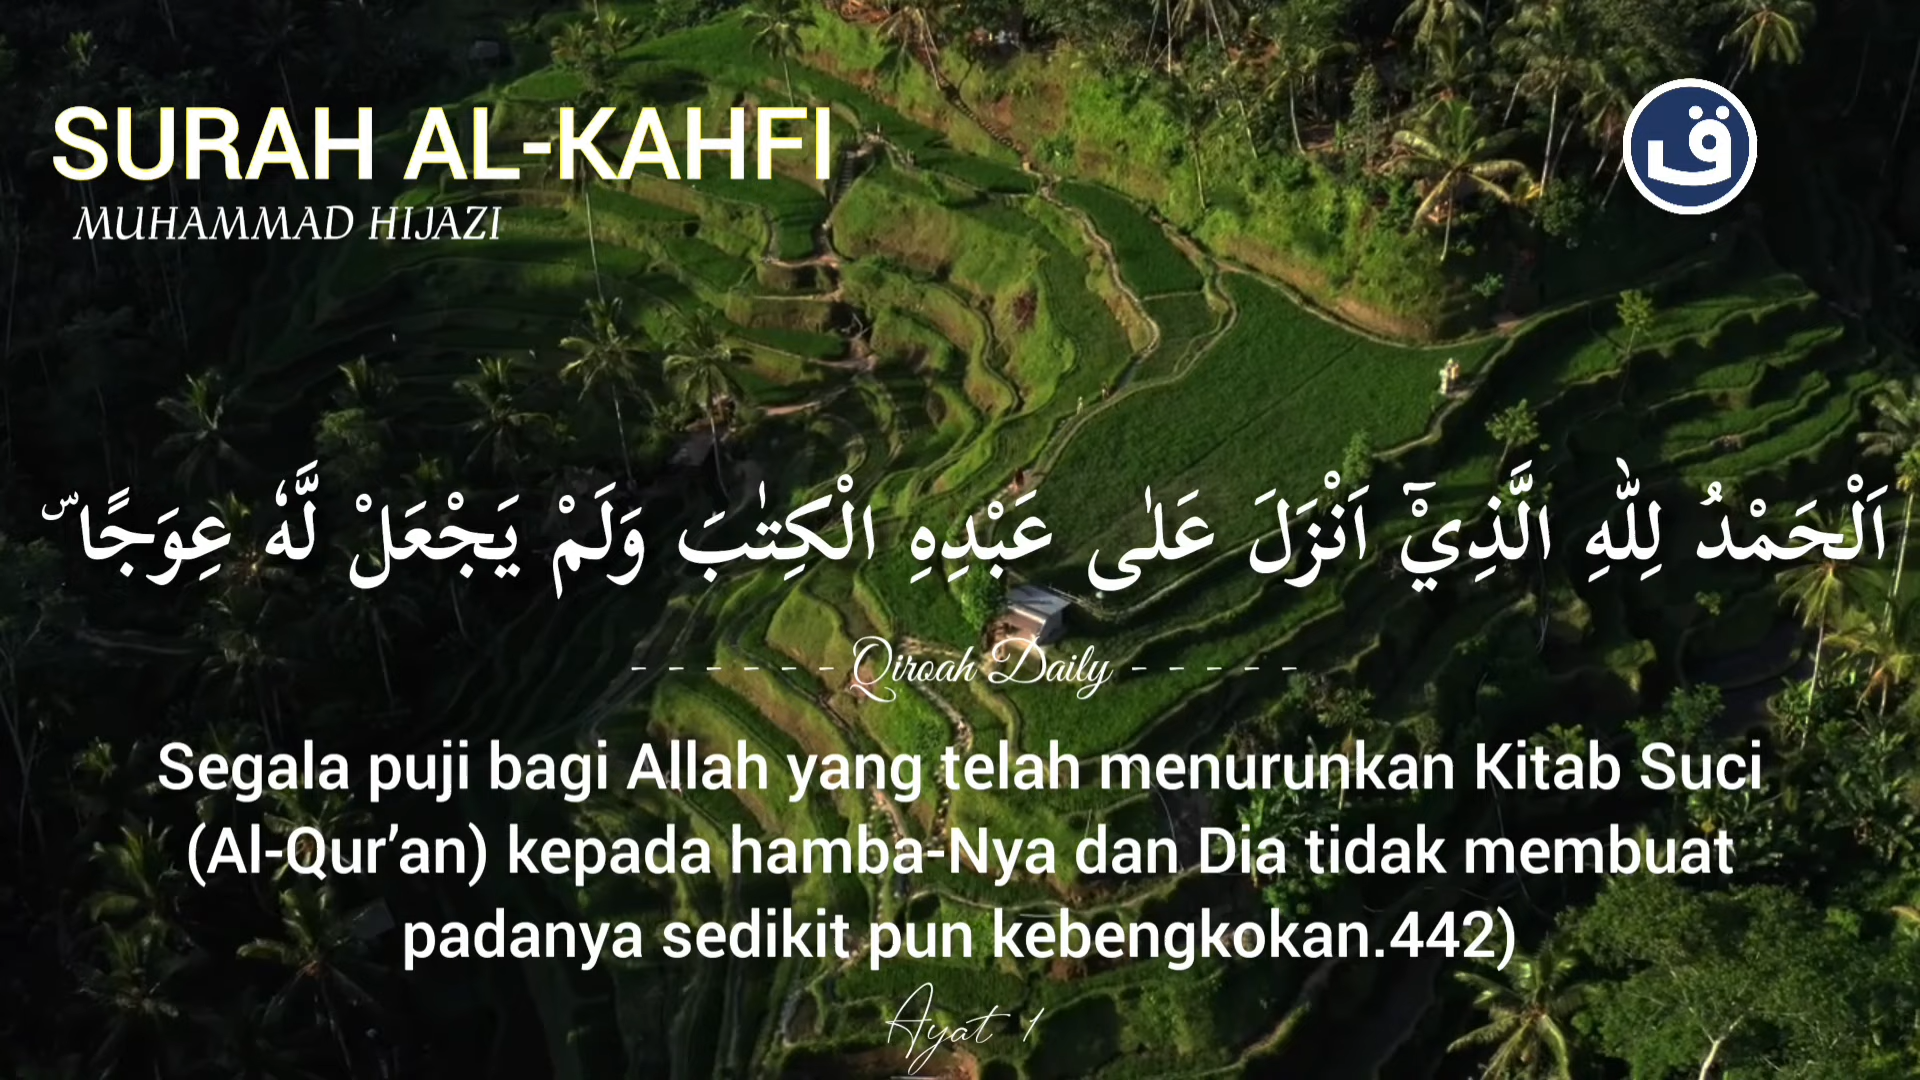 SURAH AL-KAHFI
MUHAMMAD HIJAZI
ق
اَلْحَمْدُ لِلّٰهِ الَّذِيْٓ اَنْزَلَ عَلٰى عَبْدِهِ الْكِتٰبَ وَلَمْ يَجْعَلْ لَّهٗ عِوَجًا ۜ
- - - - - - Qiroah Daily - - - - -
Segala puji bagi Allah yang telah menurunkan Kitab Suci
(Al-Qur’an) kepada hamba-Nya dan Dia tidak membuat
padanya sedikit pun kebengkokan.442)
Ayat 1